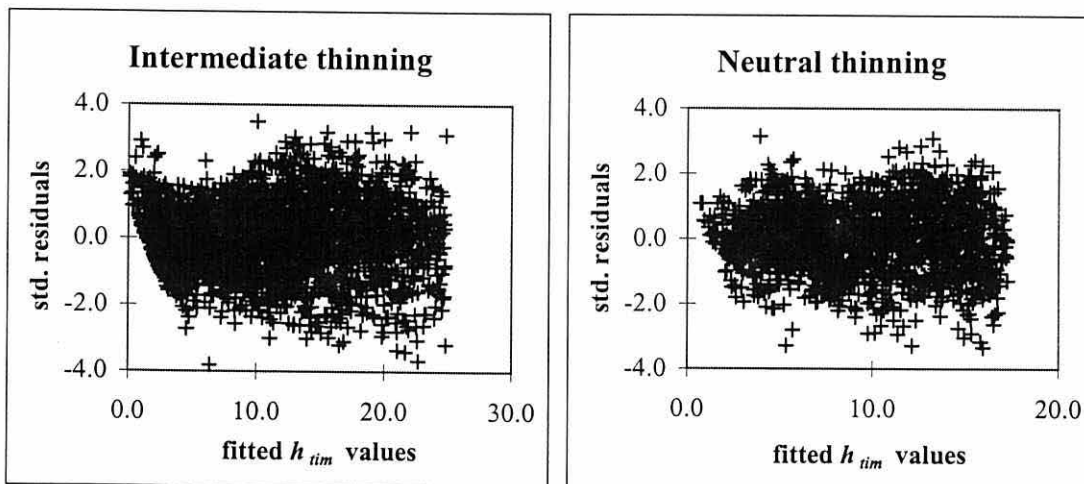 Intermediate thinning
4.0
2.0
0.0
-2.0
-4.0
std. residuals
0.0 10.0 20.0 30.0
fitted h tim values
Neutral thinning
4.0
2.0
0.0
-2.0
-4.0
std. residuals
0.0 10.0 20.0
fitted h tim values